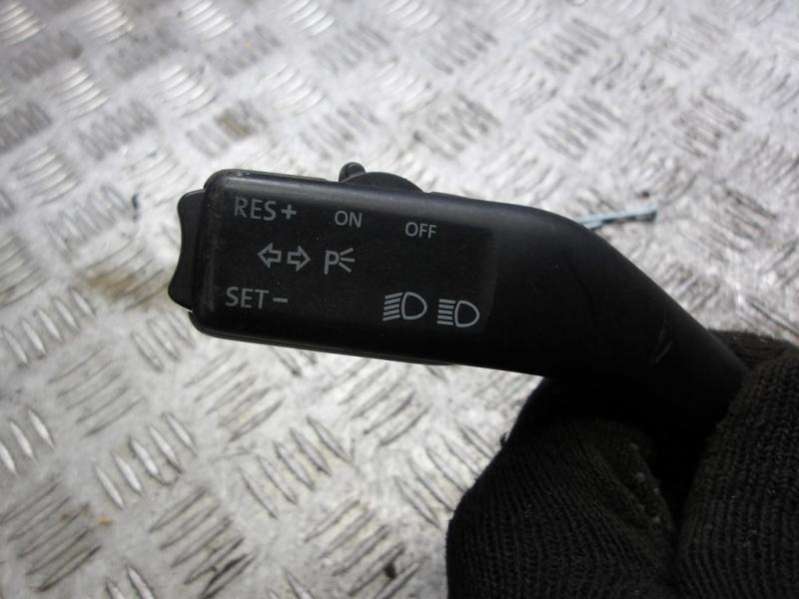 RES+ ON OFF
P
SET-